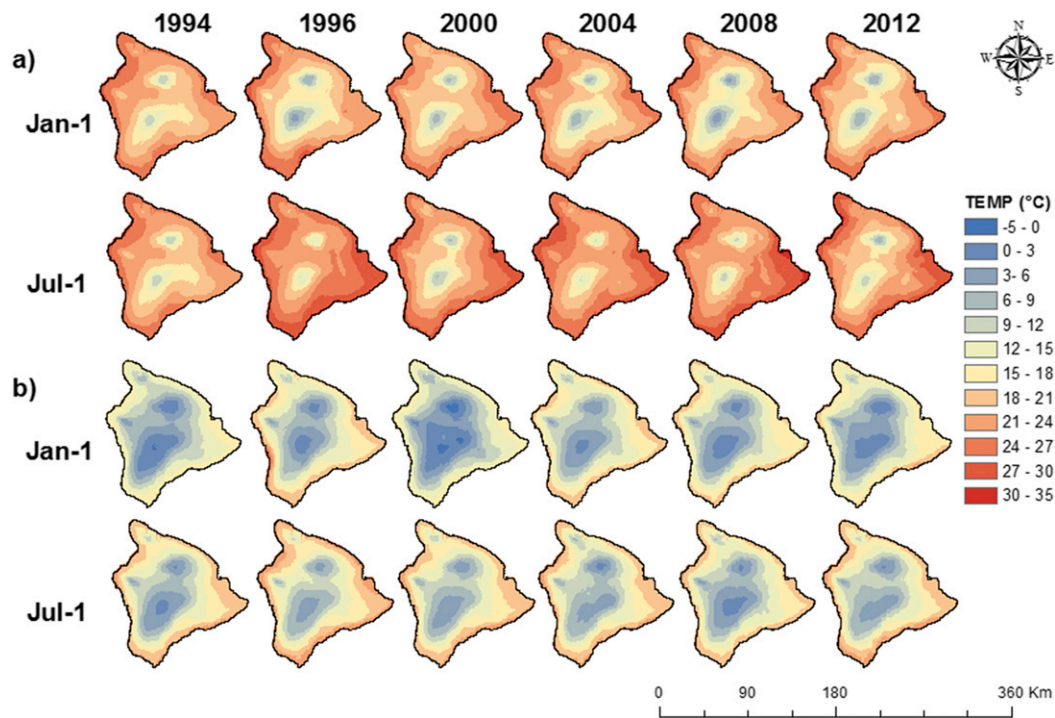 1994 1996 2000 2004 2008 2012
N
W E
S
a)
Jan-1
Jul-1
TEMP (°C)
-5 - 0
0 - 3
3 - 6
6 - 9
9 - 12
12 - 15
15 - 18
18 - 21
21 - 24
24 - 27
27 - 30
30 - 35
b)
Jan-1
Jul-1
0 90 180 360 Km